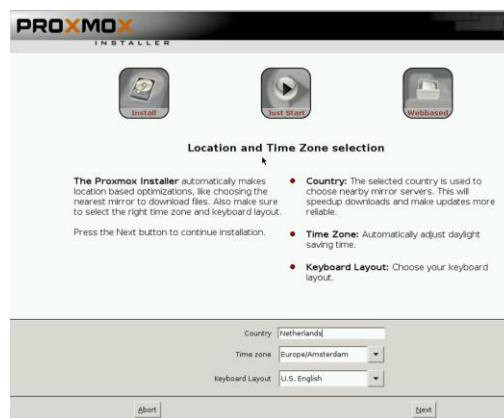 PROXMOX
INSTALLER
Install
Just Start
Webbased
Location and Time Zone selection
The Proxmox Installer automatically makes
location based optimizations, like choosing the
nearest mirror to download files. Also make sure
to select the right time zone and keyboard layout.
Press the Next button to continue installation.
Country: The selected country is used to
choose nearby mirror servers. This will
speedup downloads and make updates more
reliable.
Time Zone: Automatically adjust daylight
saving time.
Keyboard Layout: Choose your keyboard
layout.
Country Netherlands
Time zone Europe/Amsterdam
Keyboard Layout U.S. English
Abort Next